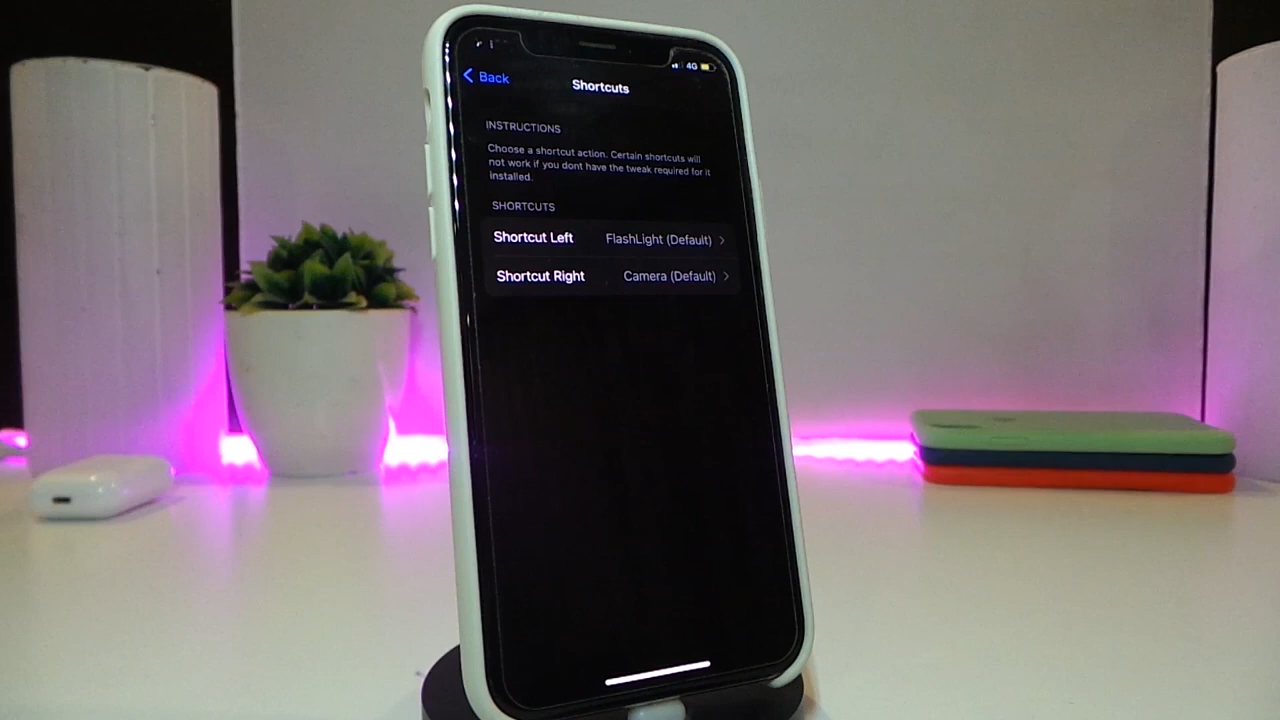 4G
Back
Shortcuts
INSTRUCTIONS
Choose a shortcut action. Certain shortcuts will
not work if you dont have the tweak required for it
installed.
SHORTCUTS
Shortcut Left FlashLight (Default)
Shortcut Right Camera (Default)